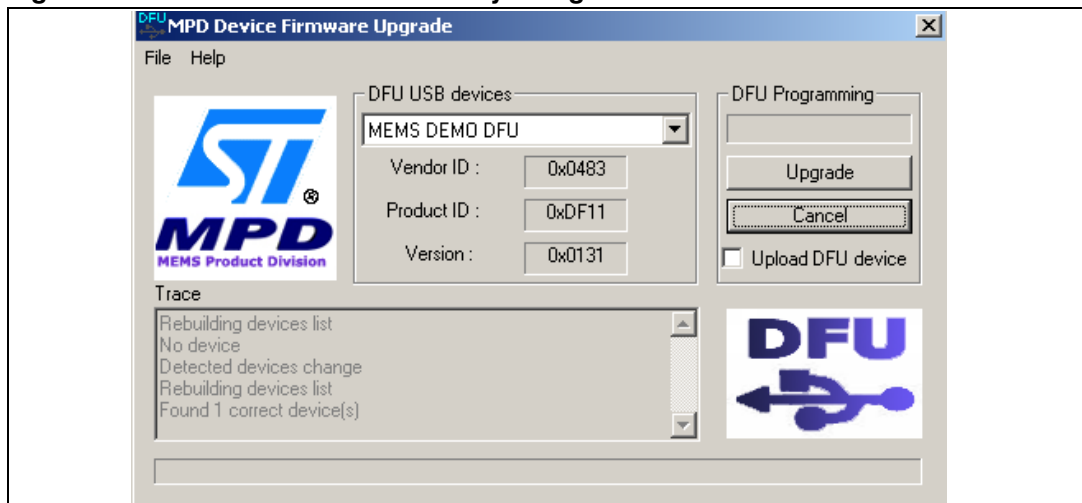 DFU MPD Device Firmware Upgrade
File Help
DFU USB devices
MEMS DEMO DFU
Vendor ID : 0x0483
Product ID : 0xDF11
Version : 0x0131
DFU Programming
Upgrade
Cancel
Upload DFU device
ST ®
MPD
MEMS Product Division
Trace
Rebuilding devices list
No device
Detected devices change
Rebuilding devices list
Found 1 correct device(s)
DFU